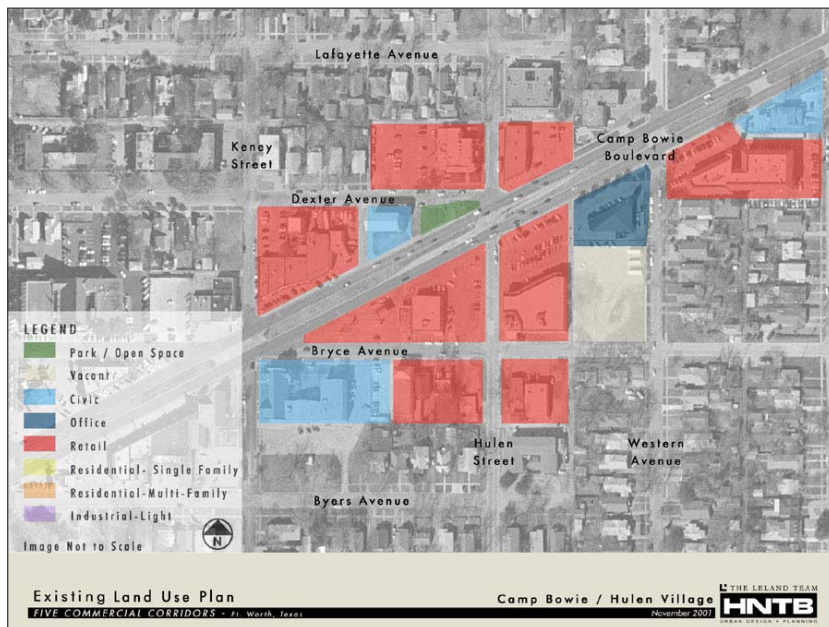 Lafayette Avenue
Keney
Street
Camp Bowie
Boulevard
Dexter Avenue
LEGEND
Park / Open Space
Vacant
Civic
Office
Retail
Residential- Single Family
Residential-Multi-Family
Industrial-Light
Image Not to Scale
N
Bryce Avenue
Hulen
Street
Western
Avenue
Byers Avenue
Existing Land Use Plan
FIVE COMMERCIAL CORRIDORS • Ft. Worth, Texas
Camp Bowie / Hulen Village
November 2001
THE LELAND TEAM
HNTB
URBAN DESIGN • PLANNING